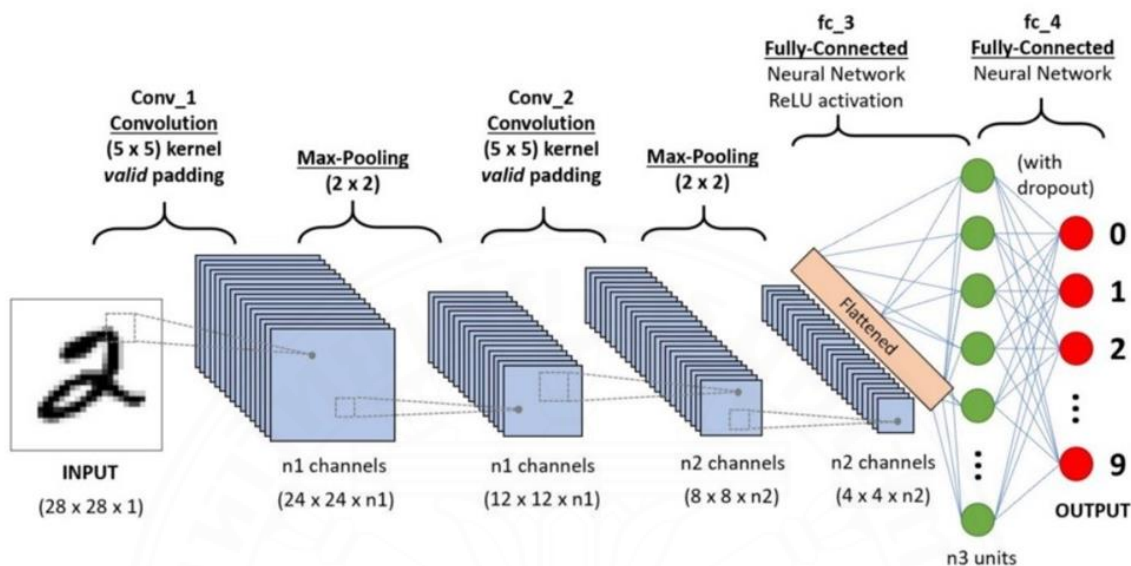 fc_3
Fully-Connected
Neural Network
ReLU activation
fc_4
Fully-Connected
Neural Network
Conv_1
Convolution
(5 x 5) kernel
valid padding
Max-Pooling
(2 x 2)
Conv_2
Convolution
(5 x 5) kernel
valid padding
Max-Pooling
(2 x 2)
(with
dropout)
Flattened
0
1
2
9
OUTPUT
INPUT
(28 x 28 x 1)
n1 channels
(24 x 24 x n1)
n1 channels
(12 x 12 x n1)
n2 channels
(8 x 8 x n2)
n2 channels
(4 x 4 x n2)
n3 units